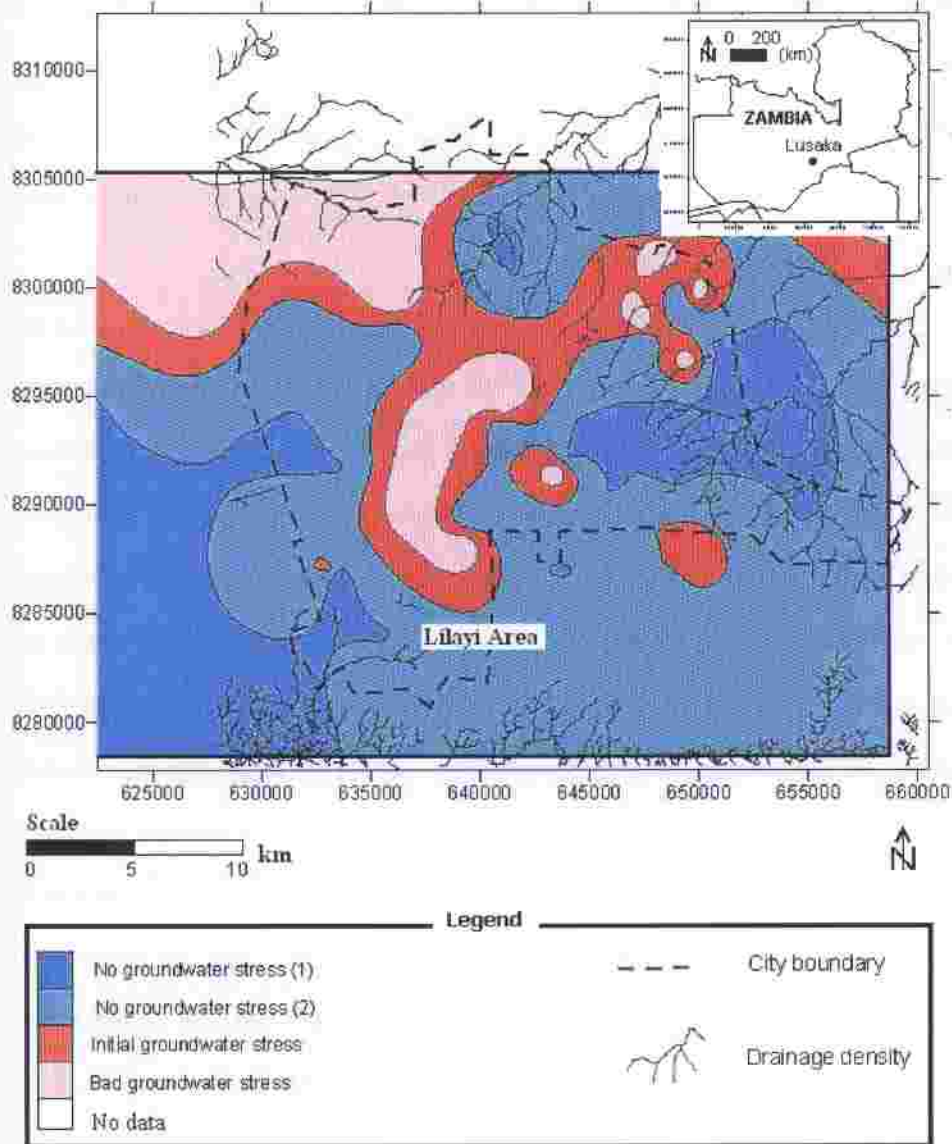 N 0 200
(km)
ZAMBIA
Lusaka
8310000
8305000
8300000
8295000
8290000
8285000
8280000
Lilayi Area
625000 630000 635000 640000 645000 650000 655000 660000
Scale
0 5 10 km
N
Legend
No groundwater stress (1)
No groundwater stress (2)
Initial groundwater stress
Bad groundwater stress
No data
City boundary
Drainage density